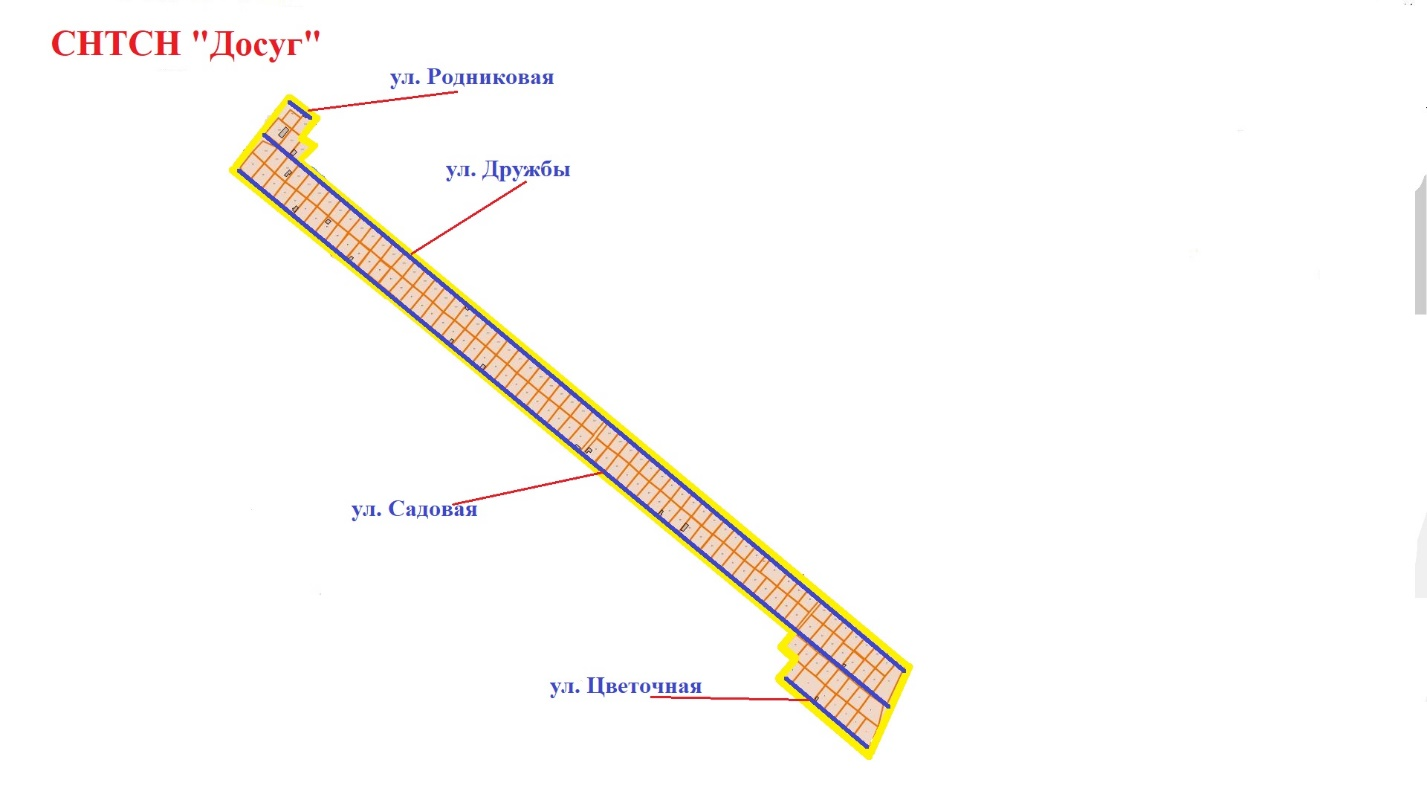 СНТСН "Досуг"
ул. Родниковая
ул. Дружбы
ул. Садовая
ул. Цветочная